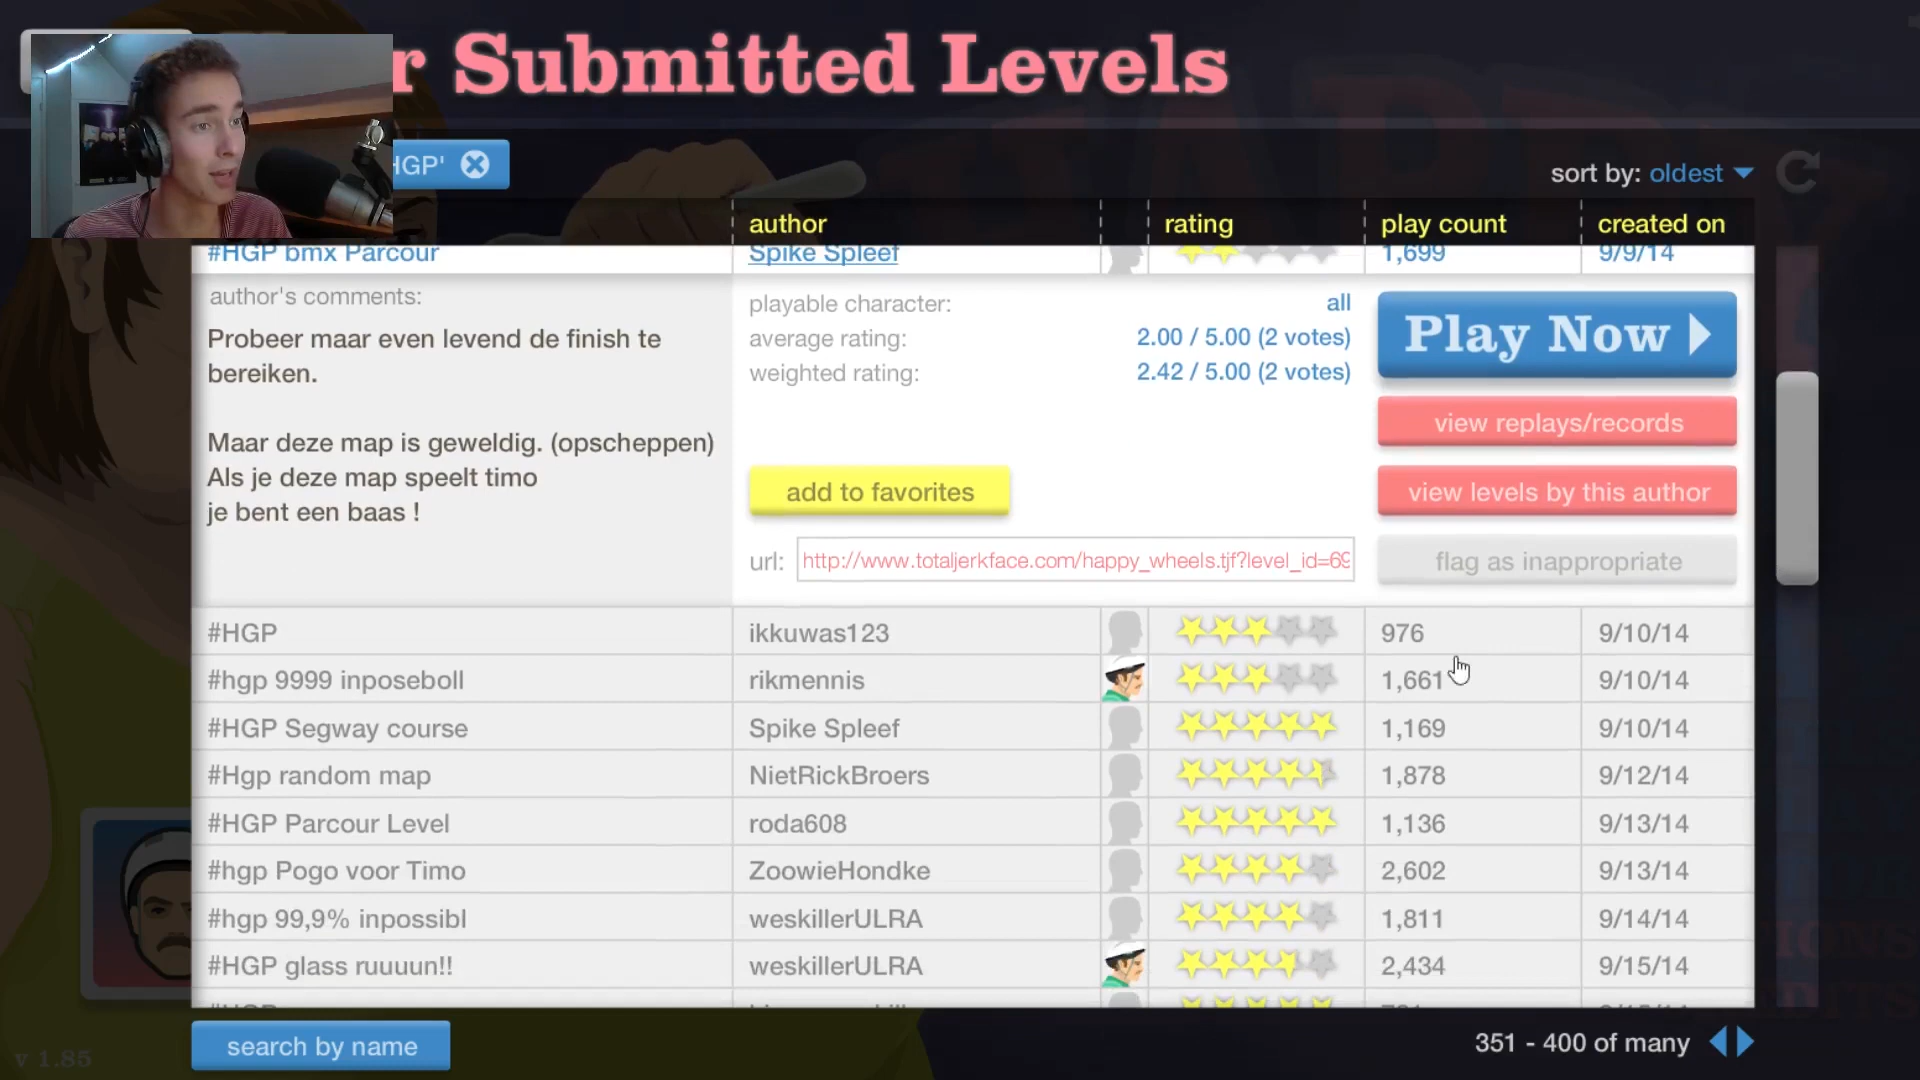 r Submitted Levels
HGP'
sort by: oldest
author rating play count created on
#HGP bmx Parcour Spike Spleef 1,699 9/9/14
author's comments:
Probeer maar even levend de finish te
bereiken.
Maar deze map is geweldig. (opscheppen)
Als je deze map speelt timo
je bent een baas !
playable character: all
average rating: 2.00 / 5.00 (2 votes)
weighted rating: 2.42 / 5.00 (2 votes)
add to favorites
url: http://www.totaljerkface.com/happy_wheels.tjf?level_id=69
Play Now
view replays/records
view levels by this author
flag as inappropriate
#HGP ikkuwas123 976 9/10/14
#hgp 9999 inposeboll rikmennis 1,661 9/10/14
#HGP Segway course Spike Spleef 1,169 9/10/14
#Hgp random map NietRickBroers 1,878 9/12/14
#HGP Parcour Level roda608 1,136 9/13/14
#hgp Pogo voor Timo ZoowieHondke 2,602 9/13/14
#hgp 99,9% inpossibl weskillerULRA 1,811 9/14/14
#HGP glass ruuuun!! weskillerULRA 2,434 9/15/14
search by name
351 - 400 of many
v 1.85